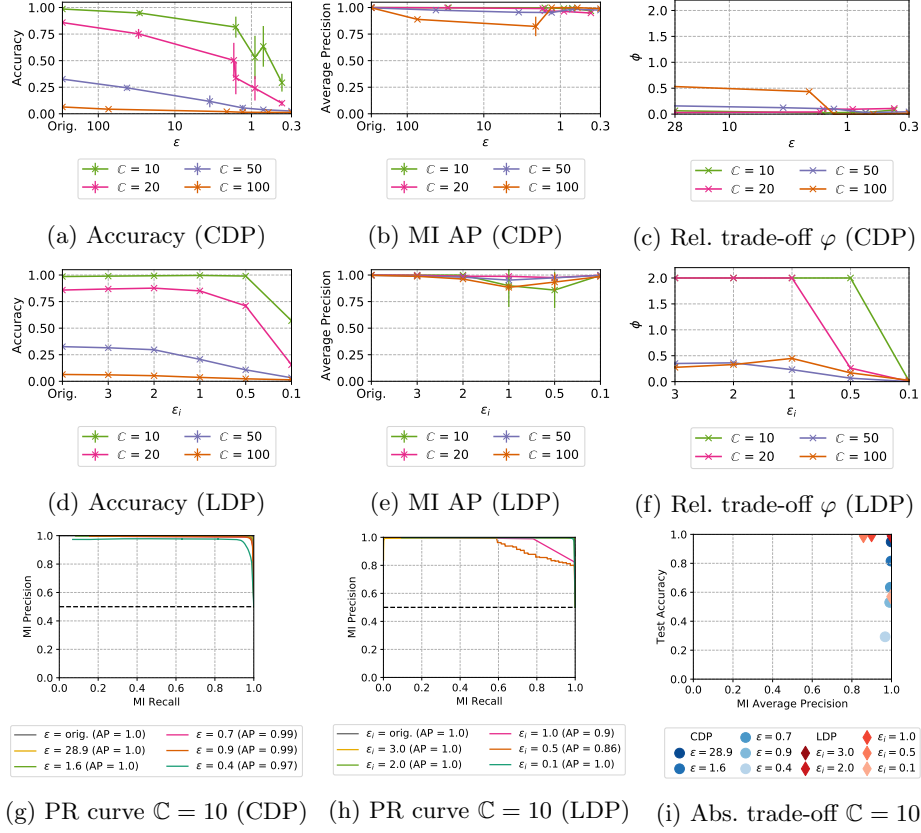 1.00
0.75
0.50
0.25
0.00
Accuracy
Orig. 100 10 1 0.3
ε
ℂ = 10 ℂ = 50
ℂ = 20 ℂ = 100
(a) Accuracy (CDP)
1.00
0.75
0.50
0.25
0.00
Average Precision
Orig. 100 10 1 0.3
ε
ℂ = 10 ℂ = 50
ℂ = 20 ℂ = 100
(b) MI AP (CDP)
2.0
1.5
1.0
0.5
0.0
ϕ
28 10 1 0.3
ε
ℂ = 10 ℂ = 50
ℂ = 20 ℂ = 100
(c) Rel. trade-off φ (CDP)
1.00
0.75
0.50
0.25
0.00
Accuracy
Orig. 3 2 1 0.5 0.1
εi
ℂ = 10 ℂ = 50
ℂ = 20 ℂ = 100
(d) Accuracy (LDP)
1.00
0.75
0.50
0.25
0.00
Average Precision
Orig. 3 2 1 0.5 0.1
εi
ℂ = 10 ℂ = 50
ℂ = 20 ℂ = 100
(e) MI AP (LDP)
2.0
1.5
1.0
0.5
0.0
ϕ
3 2 1 0.5 0.1
εi
ℂ = 10 ℂ = 50
ℂ = 20 ℂ = 100
(f) Rel. trade-off φ (LDP)
1.0
0.8
0.6
0.4
0.2
0.0
MI Precision
0.0 0.2 0.4 0.6 0.8 1.0
MI Recall
ε = orig. (AP = 1.0) ε = 0.7 (AP = 0.99)
ε = 28.9 (AP = 1.0) ε = 0.9 (AP = 0.99)
ε = 1.6 (AP = 1.0) ε = 0.4 (AP = 0.97)
(g) PR curve ℂ = 10 (CDP)
1.0
0.8
0.6
0.4
0.2
0.0
MI Precision
0.0 0.2 0.4 0.6 0.8 1.0
MI Recall
εi = orig. (AP = 1.0) εi = 1.0 (AP = 0.9)
εi = 3.0 (AP = 1.0) εi = 0.5 (AP = 0.86)
εi = 2.0 (AP = 1.0) εi = 0.1 (AP = 1.0)
(h) PR curve ℂ = 10 (LDP)
1.0
0.8
0.6
0.4
0.2
0.0
Test Accuracy
0.0 0.2 0.4 0.6 0.8 1.0
MI Average Precision
CDP ε = 0.7 LDP εi = 1.0
ε = 28.9 ε = 0.9 εi = 3.0 εi = 0.5
ε = 1.6 ε = 0.4 εi = 2.0 εi = 0.1
(i) Abs. trade-off ℂ = 10